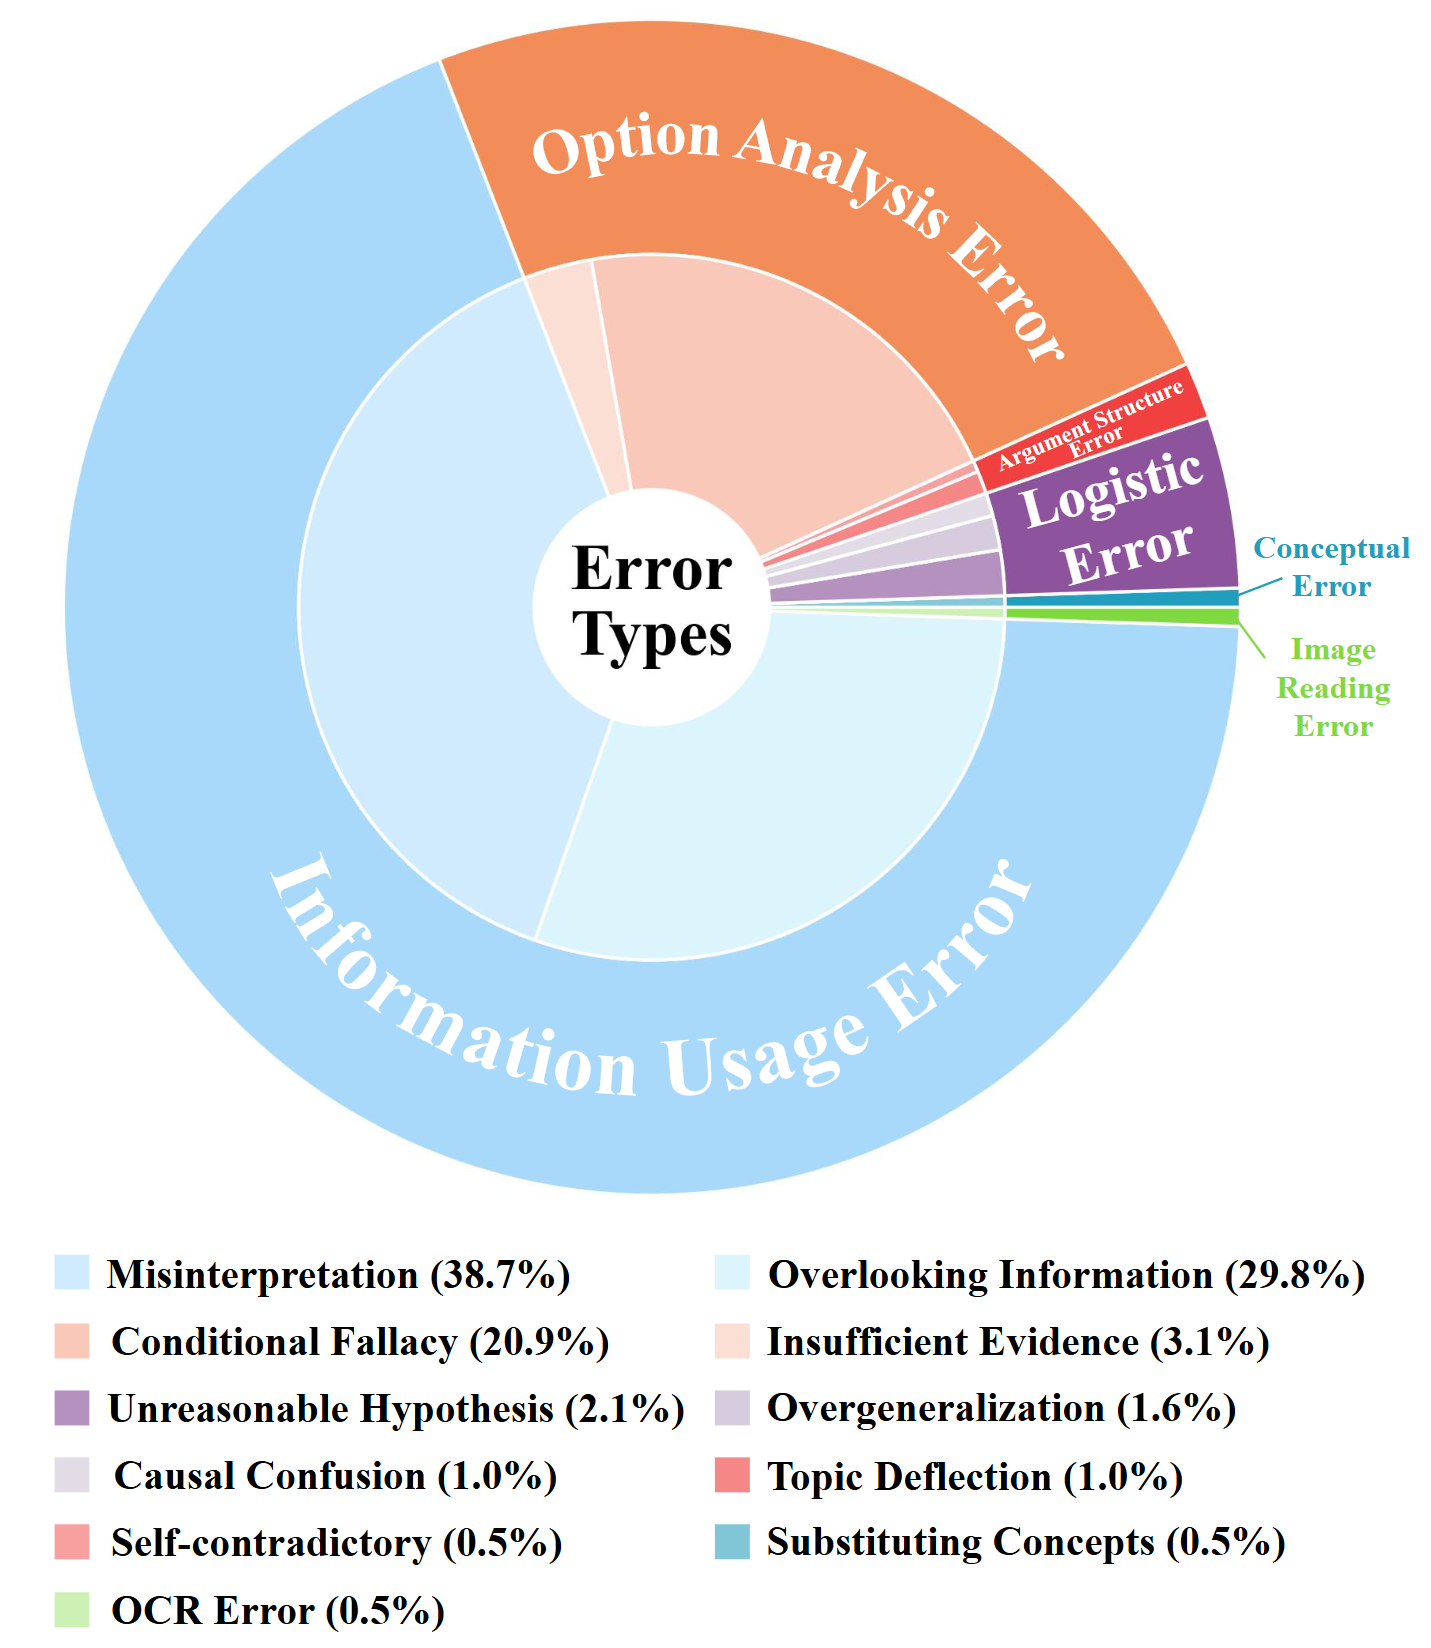 Option Analysis Error
Argument Structure
Error
Logistic
Error
Conceptual
Error
Error
Types
Image
Reading
Error
Information Usage Error
Misinterpretation (38.7%)
Overlooking Information (29.8%)
Conditional Fallacy (20.9%)
Insufficient Evidence (3.1%)
Unreasonable Hypothesis (2.1%)
Overgeneralization (1.6%)
Causal Confusion (1.0%)
Topic Deflection (1.0%)
Self-contradictory (0.5%)
Substituting Concepts (0.5%)
OCR Error (0.5%)